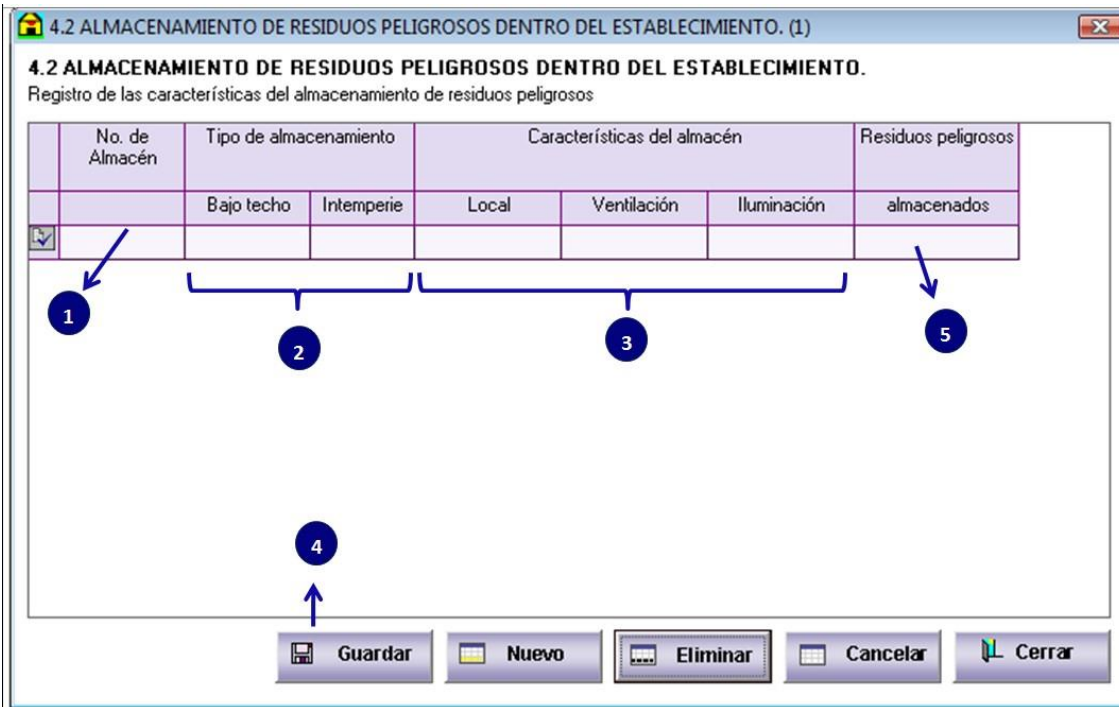 4.2 ALMACENAMIENTO DE RESIDUOS PELIGROSOS DENTRO DEL ESTABLECIMIENTO. (1)
4.2 ALMACENAMIENTO DE RESIDUOS PELIGROSOS DENTRO DEL ESTABLECIMIENTO.
Registro de las características del almacenamiento de residuos peligrosos
No. de Almacén Tipo de almacenamiento Características del almacén Residuos peligrosos
Bajo techo Intemperie Local Ventilación Iluminación almacenados
1 2 3 5
4
Guardar Nuevo Eliminar Cancelar Cerrar